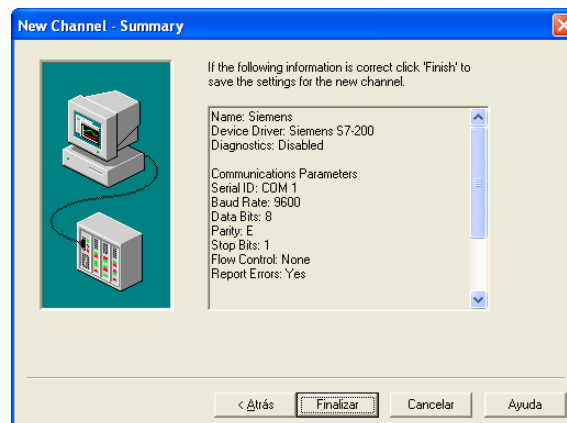 New Channel - Summary
If the following information is correct click 'Finish' to
save the settings for the new channel.
Name: Siemens
Device Driver: Siemens S7-200
Diagnostics: Disabled
Communications Parameters
Serial ID: COM 1
Baud Rate: 9600
Data Bits: 8
Parity: E
Stop Bits: 1
Flow Control: None
Report Errors: Yes
< Atrás Finalizar Cancelar Ayuda